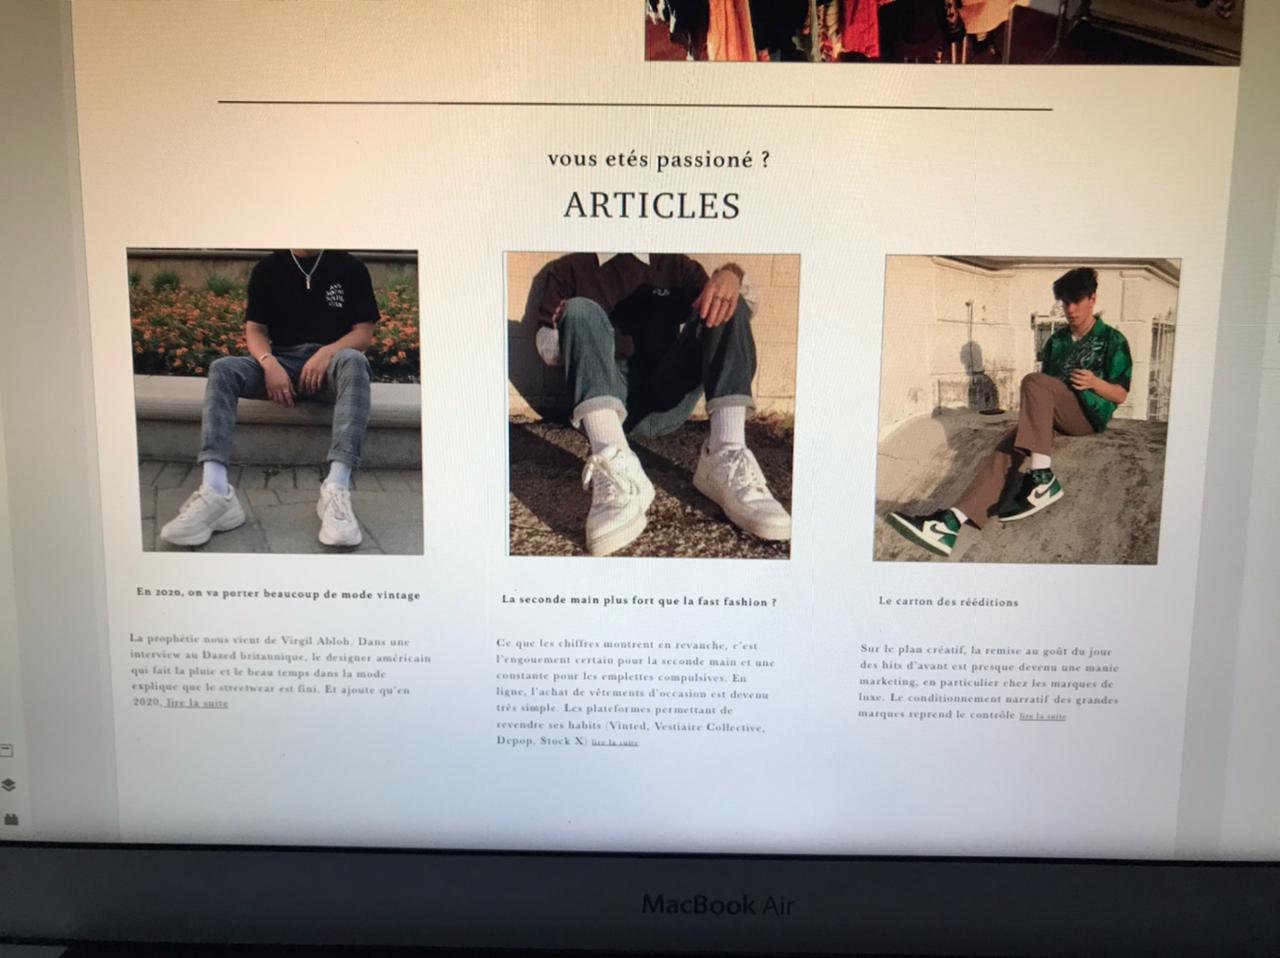 vous etés passioné ?
ARTICLES
ANTI
SOCIAL
SOCIAL
CLUB
FILA
En 2020, on va porter beaucoup de mode vintage
La prophétie nous vient de Virgil Abloh. Dans une
interview au Dazed britannique, le designer américain
qui fait la pluie et le beau temps dans la mode
explique que le streetwear est fini. Et ajoute qu'en
2020, lire la suite
La seconde main plus fort que la fast fashion ?
Ce que les chiffres montrent en revanche, c'est
l'engouement certain pour la seconde main et une
constante pour les emplettes compulsives. En
ligne, l'achat de vêtements d'occasion est devenu
très simple. Les plateformes permettant de
revendre ses habits (Vinted, Vestiaire Collective,
Depop, Stock X) lire la suite
Le carton des rééditions
Sur le plan créatif, la remise au goût du jour
des hits d'avant est presque devenu une manie
marketing, en particulier chez les marques de
luxe. Le conditionnement narratif des grandes
marques reprend le contrôle lire la suite
MacBook Air